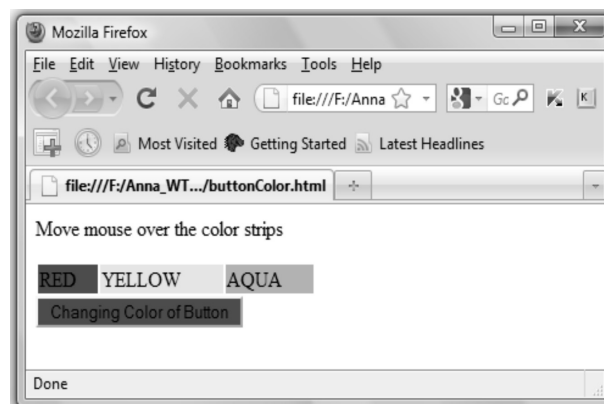 Mozilla Firefox
File Edit View History Bookmarks Tools Help
file:///F:/Anna Gc K
Most Visited Getting Started Latest Headlines
file:///F:/Anna_WT.../buttonColor.html
Move mouse over the color strips
RED YELLOW AQUA
Changing Color of Button
Done